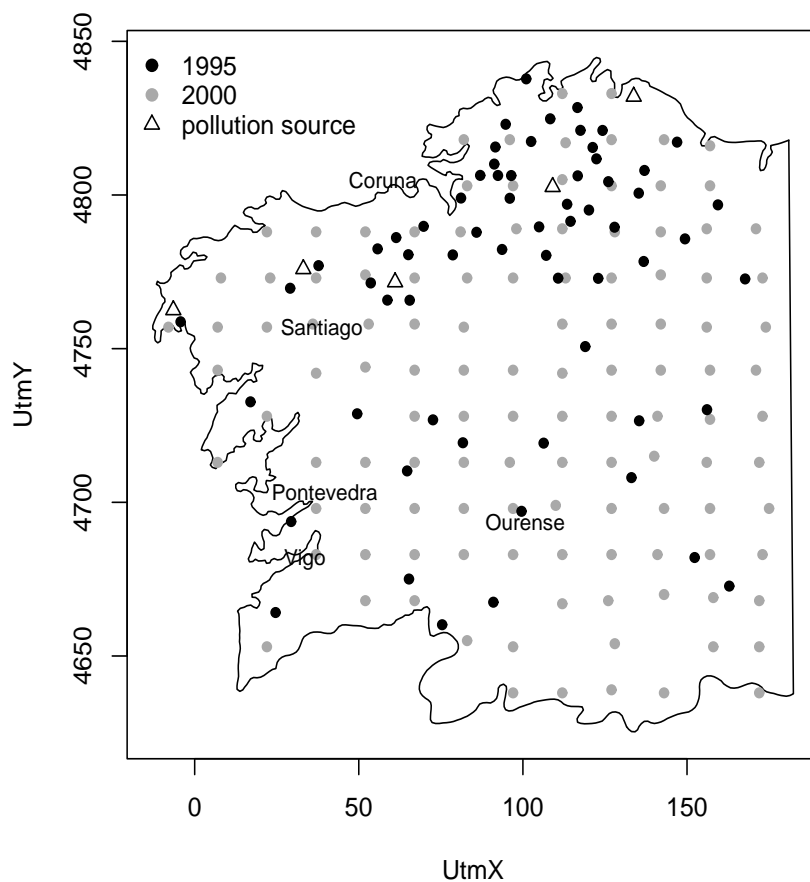 1995
2000
pollution source
Coruna
Santiago
Pontevedra
Ourense
Vigo
UtmY
4850
4800
4750
4700
4650
0 50 100 150
UtmX